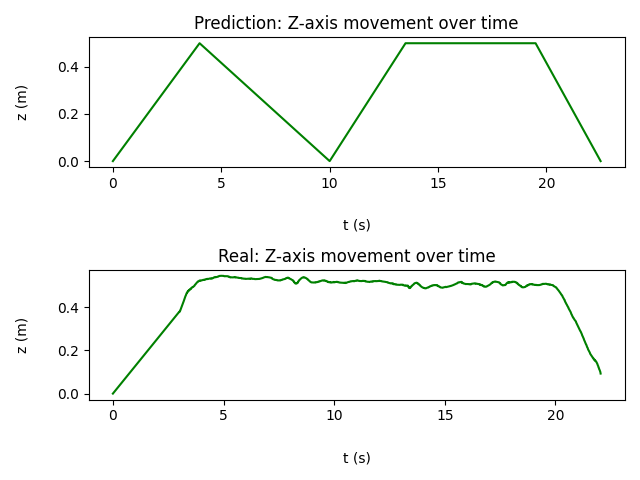 Prediction: Z-axis movement over time
z (m)
0.4
0.2
0.0
0 5 10 15 20
t (s)
Real: Z-axis movement over time
z (m)
0.4
0.2
0.0
0 5 10 15 20
t (s)